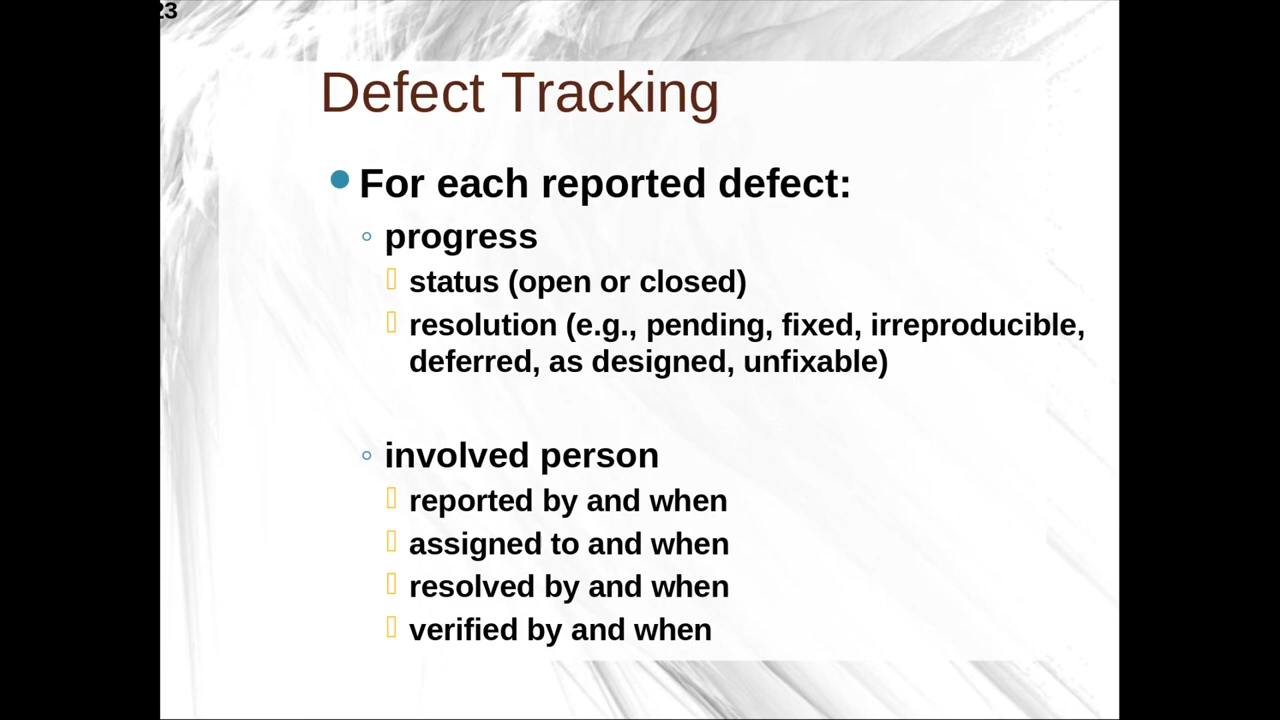 23
Defect Tracking
For each reported defect:
progress
status (open or closed)
resolution (e.g., pending, fixed, irreproducible,
deferred, as designed, unfixable)
involved person
reported by and when
assigned to and when
resolved by and when
verified by and when